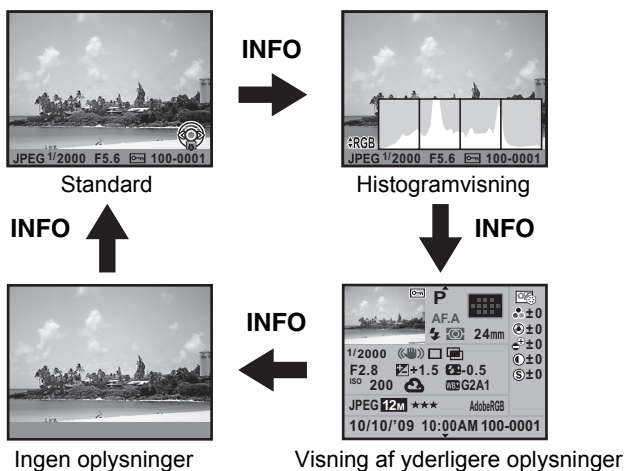 INFO
JPEG 1/2000 F5.6 100-0001
Standard
RGB
JPEG 1/2000 F5.6 100-0001
Histogramvisning
INFO
INFO
INFO
Ingen oplysninger
P
AF.A
24mm
±0
±0
±0
±0
S ±0
1/2000
F2.8 +1.5 -0.5
ISO 200 WB G2A1
JPEG 12M ★★★ AdobeRGB
10/10/'09 10:00AM 100-0001
Visning af yderligere oplysninger